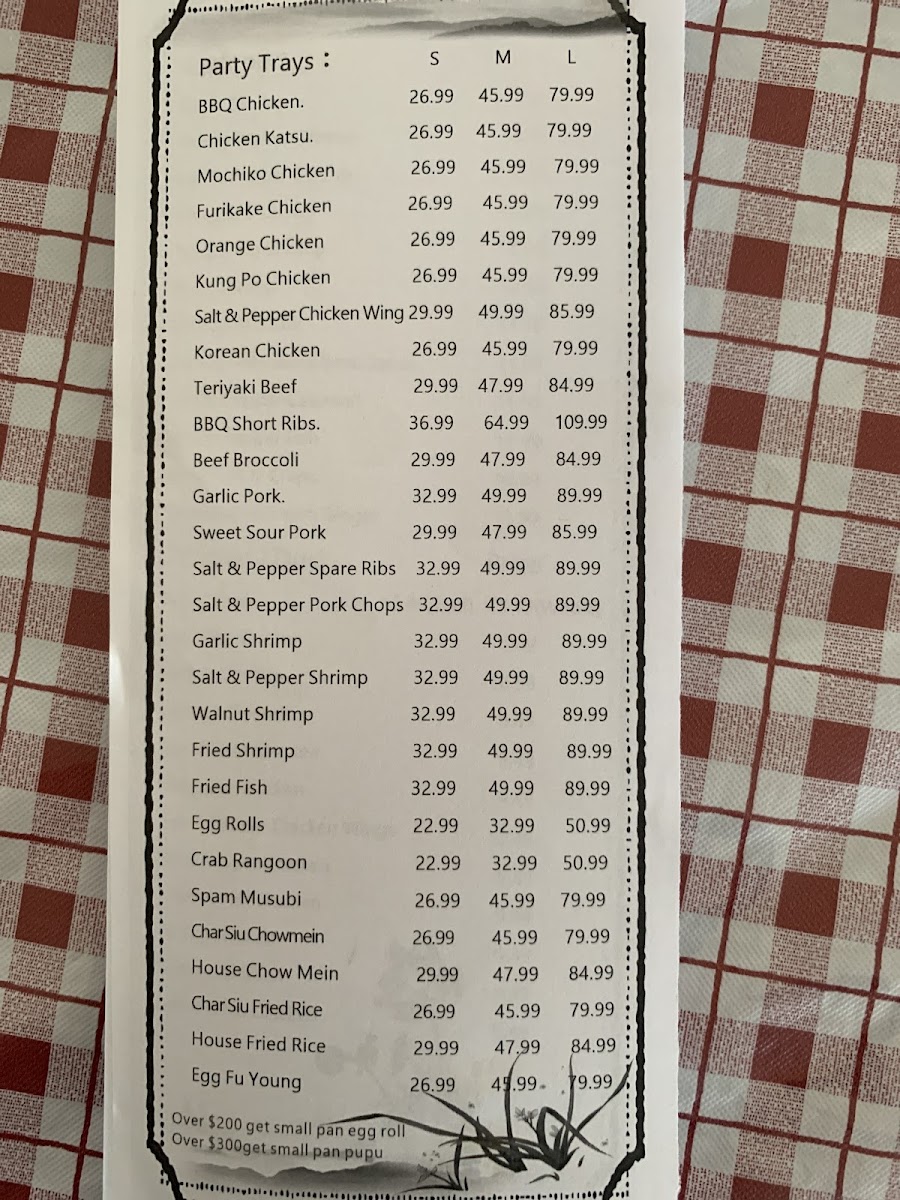 Party Trays : S M L
BBQ Chicken. 26.99 45.99 79.99
Chicken Katsu. 26.99 45.99 79.99
Mochiko Chicken 26.99 45.99 79.99
Furikake Chicken 26.99 45.99 79.99
Orange Chicken 26.99 45.99 79.99
Kung Po Chicken 26.99 45.99 79.99
Salt & Pepper Chicken Wing 29.99 49.99 85.99
Korean Chicken 26.99 45.99 79.99
Teriyaki Beef 29.99 47.99 84.99
BBQ Short Ribs. 36.99 64.99 109.99
Beef Broccoli 29.99 47.99 84.99
Garlic Pork. 32.99 49.99 89.99
Sweet Sour Pork 29.99 47.99 85.99
Salt & Pepper Spare Ribs 32.99 49.99 89.99
Salt & Pepper Pork Chops 32.99 49.99 89.99
Garlic Shrimp 32.99 49.99 89.99
Salt & Pepper Shrimp 32.99 49.99 89.99
Walnut Shrimp 32.99 49.99 89.99
Fried Shrimp 32.99 49.99 89.99
Fried Fish 32.99 49.99 89.99
Egg Rolls 22.99 32.99 50.99
Crab Rangoon 22.99 32.99 50.99
Spam Musubi 26.99 45.99 79.99
Char Siu Chowmein 26.99 45.99 79.99
House Chow Mein 29.99 47.99 84.99
Char Siu Fried Rice 26.99 45.99 79.99
House Fried Rice 29.99 47.99 84.99
Egg Fu Young 26.99 45.99 79.99
Over $200 get small pan egg roll
Over $300get small pan pupu